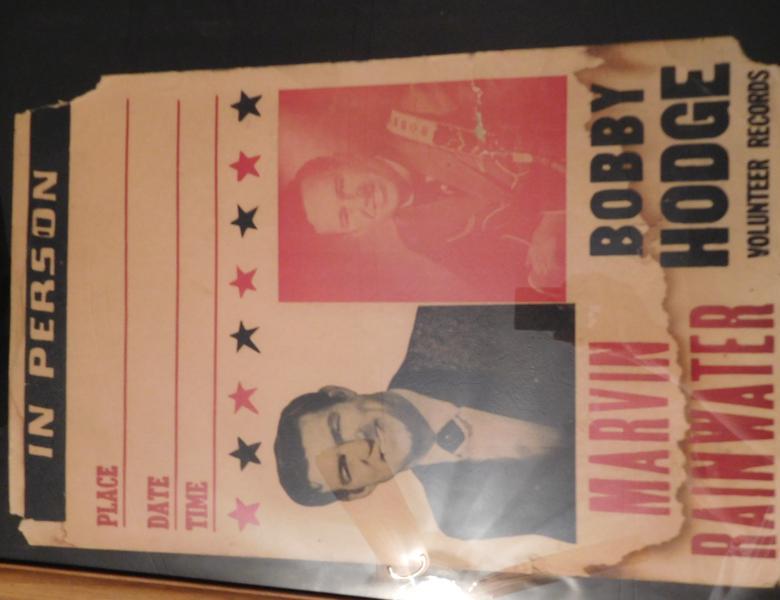 IN PERSON
PLACE
DATE
TIME
MARVIN
RAINWATER
BOBBY
HODGE
VOLUNTEER RECORDS